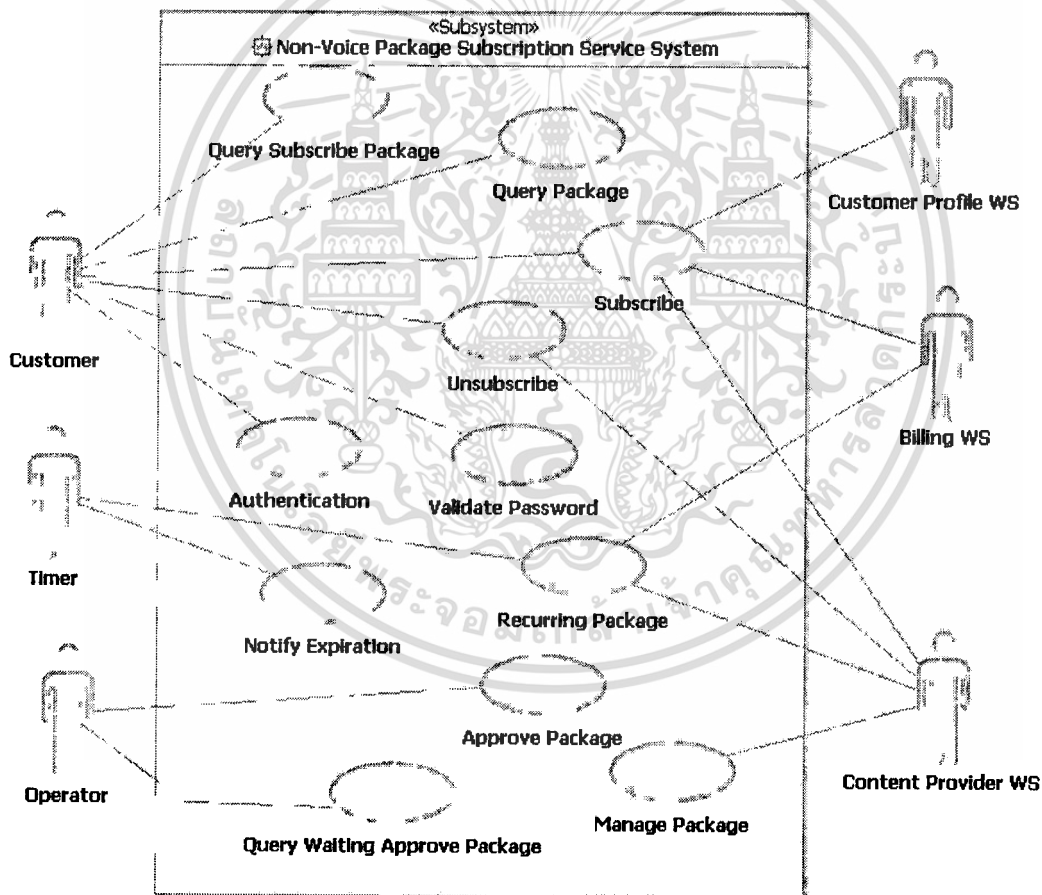 «Subsystem»
Non-Voice Package Subscription Service System
Query Subscribe Package
Query Package
Customer Profile WS
Subscribe
Customer
Unsubscribe
Billing WS
Authentication
Validate Password
Timer
Recurring Package
Notify Expiration
Approve Package
Operator
Content Provider WS
Manage Package
Query Waiting Approve Package